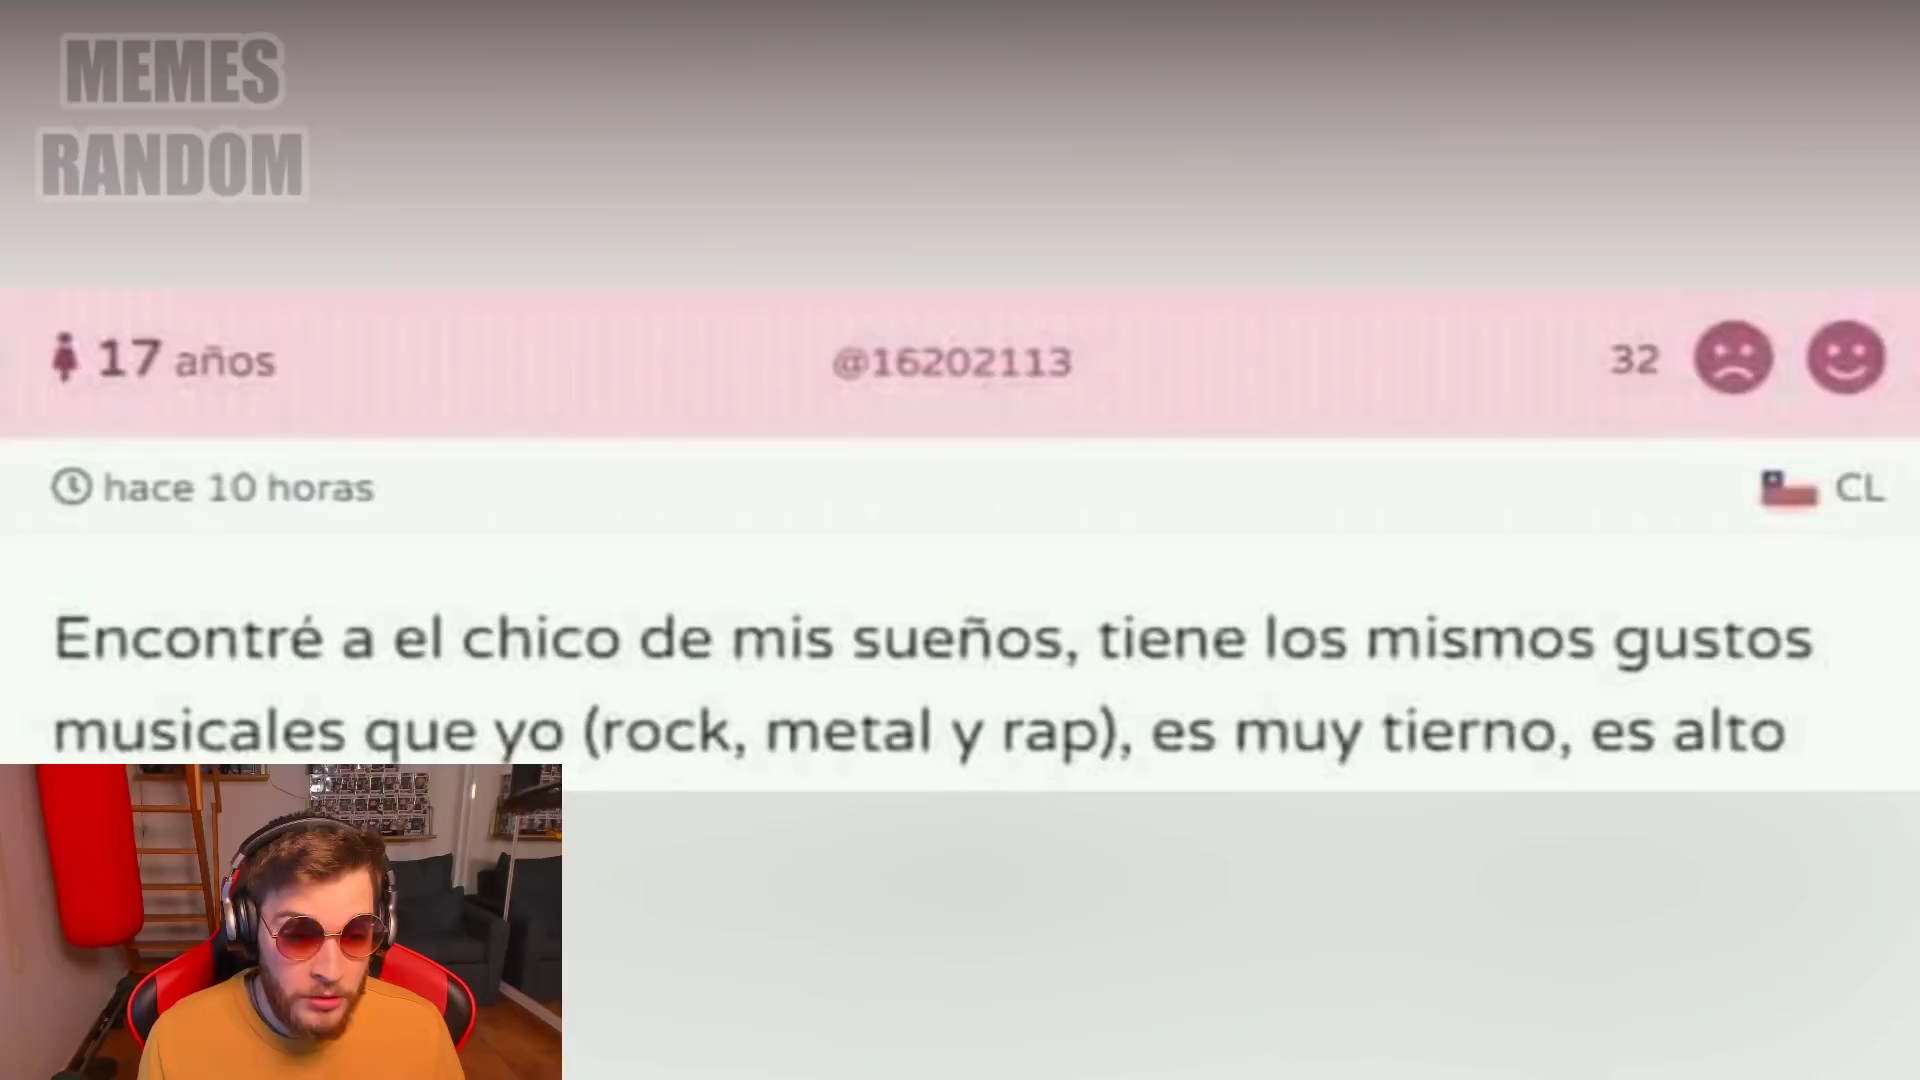 MEMES
RANDOM
17 años @16202113 32
hace 10 horas CL
Encontré a el chico de mis sueños, tiene los mismos gustos
musicales que yo (rock, metal y rap), es muy tierno, es alto